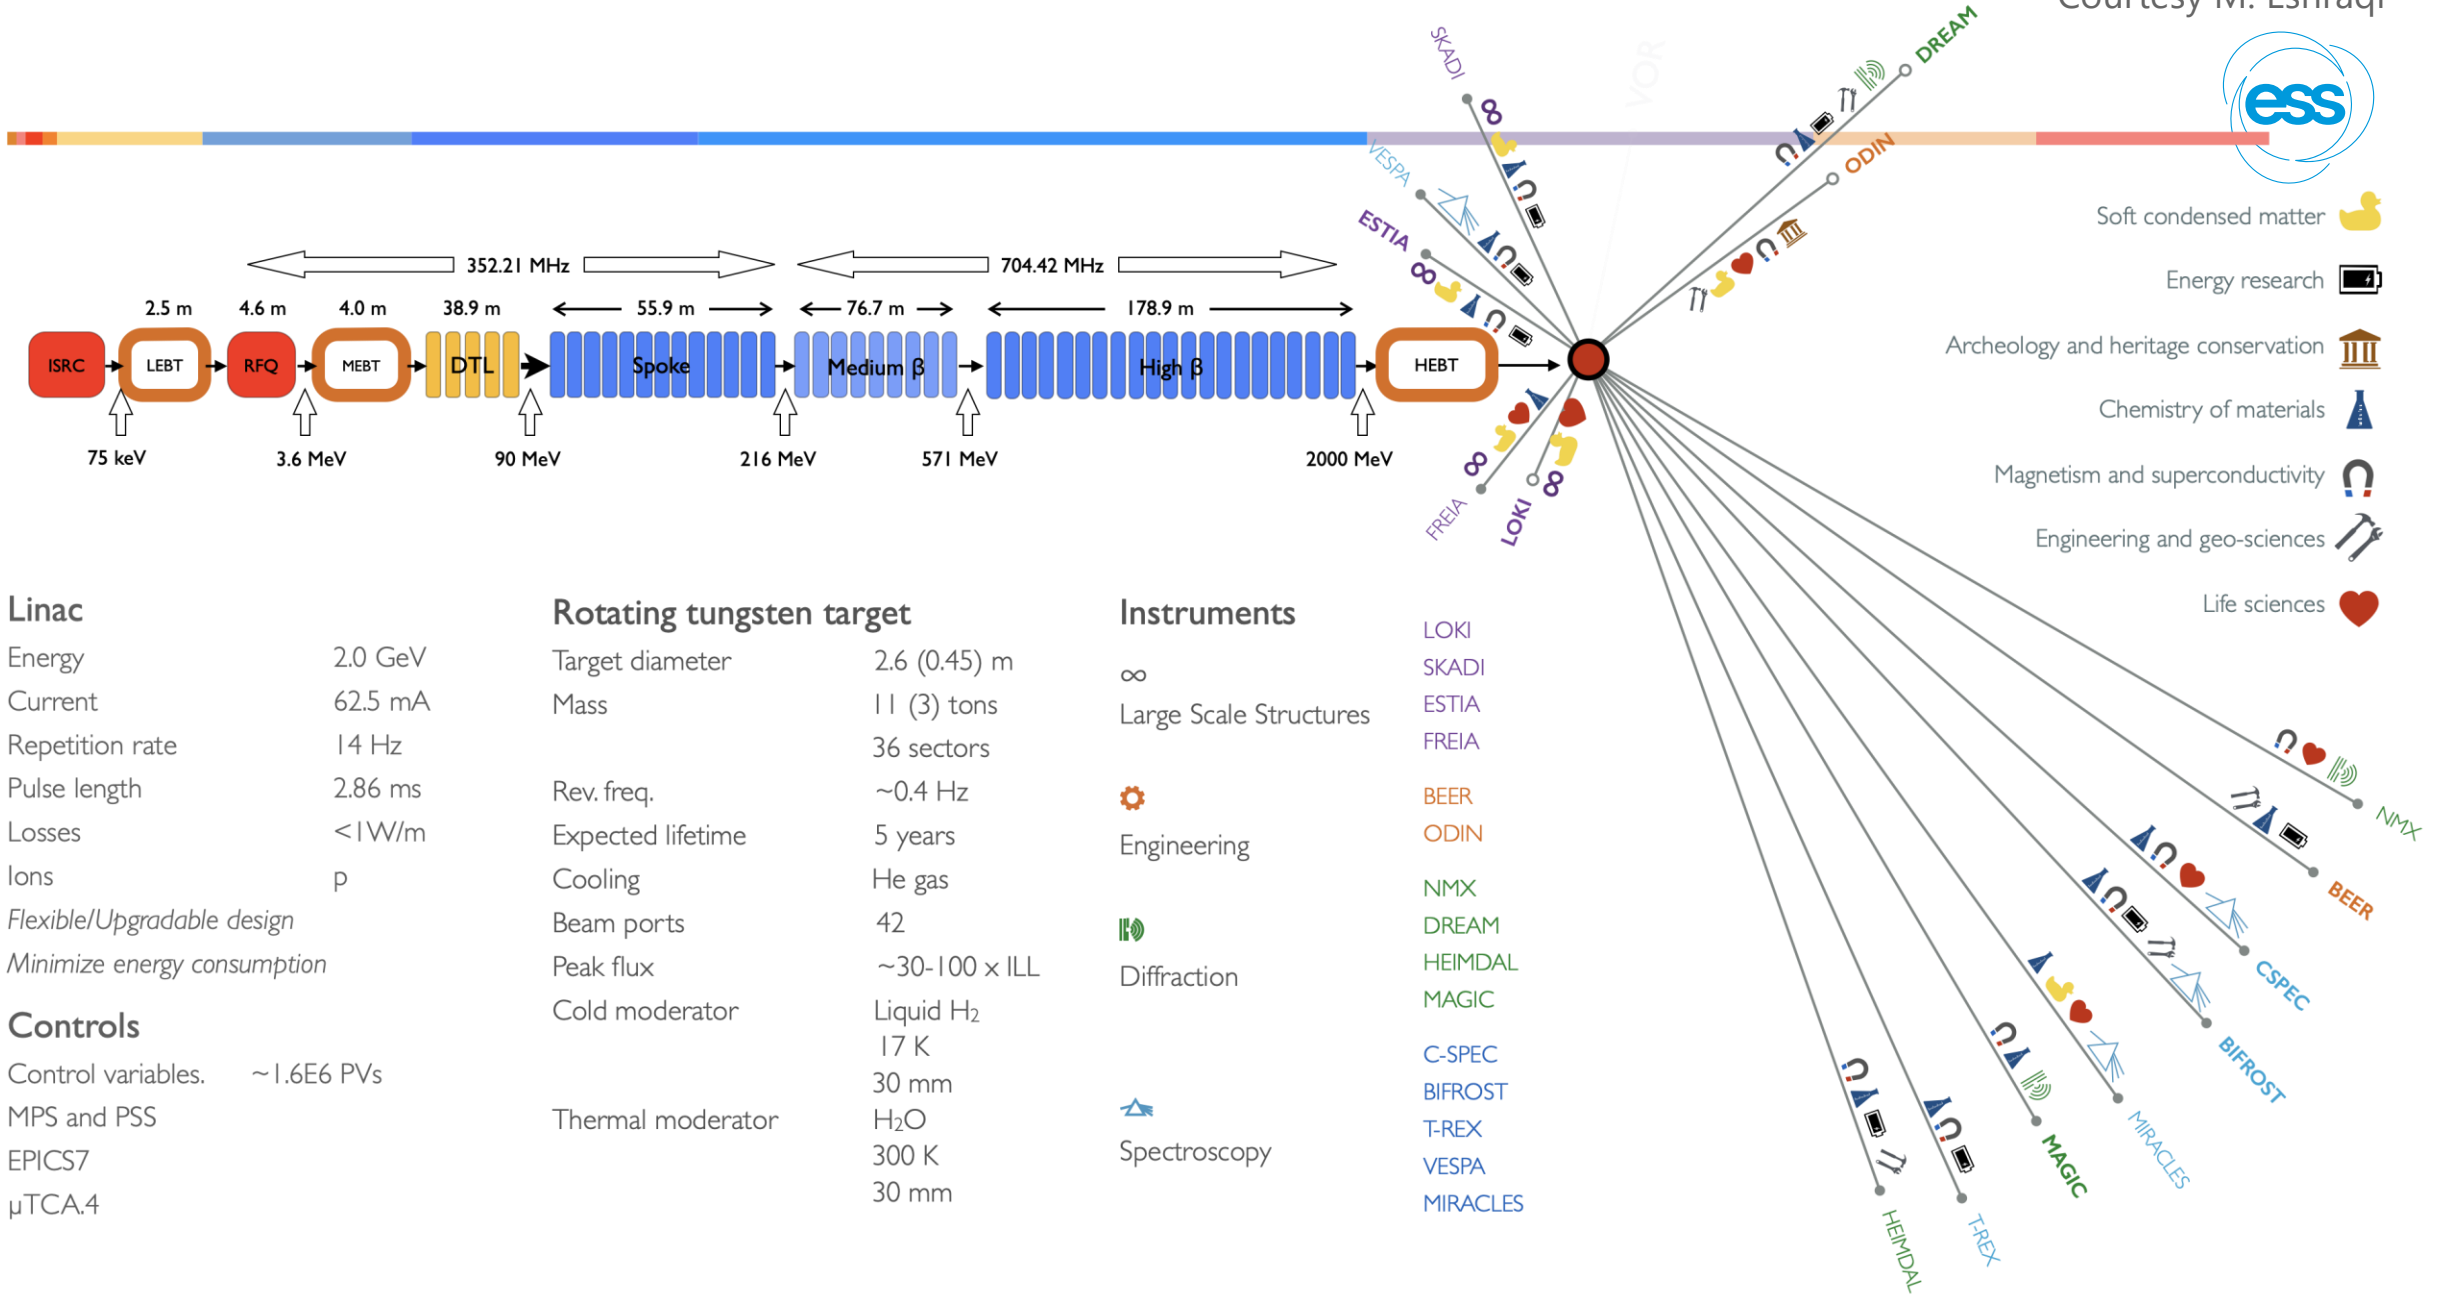 Courtesy M. Eshraqi
ess
SKADI
VOR
DREAM
VESPA
ODIN
ESTIA
Soft condensed matter
Energy research
Archeology and heritage conservation
Chemistry of materials
Magnetism and superconductivity
Engineering and geo-sciences
Life sciences
352.21 MHz
704.42 MHz
2.5 m
4.6 m
4.0 m
38.9 m
55.9 m
76.7 m
178.9 m
ISRC
LEBT
RFQ
MEBT
DTL
Spoke
Medium β
High β
HEBT
75 keV
3.6 MeV
90 MeV
216 MeV
571 MeV
2000 MeV
FREIA
LOKI
NMX
BEER
CSPEC
BIFROST
MIRACLES
MAGIC
T-REX
HEIMDAL
Linac
Energy 2.0 GeV
Current 62.5 mA
Repetition rate 14 Hz
Pulse length 2.86 ms
Losses <1W/m
Ions p
Flexible/Upgradable design
Minimize energy consumption
Controls
Control variables. ~1.6E6 PVs
MPS and PSS
EPICS7
µTCA.4
Rotating tungsten target
Target diameter 2.6 (0.45) m
Mass 11 (3) tons
36 sectors
Rev. freq. ~0.4 Hz
Expected lifetime 5 years
Cooling He gas
Beam ports 42
Peak flux ~30-100 x ILL
Cold moderator Liquid H₂
17 K
30 mm
Thermal moderator H₂O
300 K
30 mm
Instruments
∞
Large Scale Structures
Engineering
Diffraction
Spectroscopy
LOKI
SKADI
ESTIA
FREIA
BEER
ODIN
NMX
DREAM
HEIMDAL
MAGIC
C-SPEC
BIFROST
T-REX
VESPA
MIRACLES